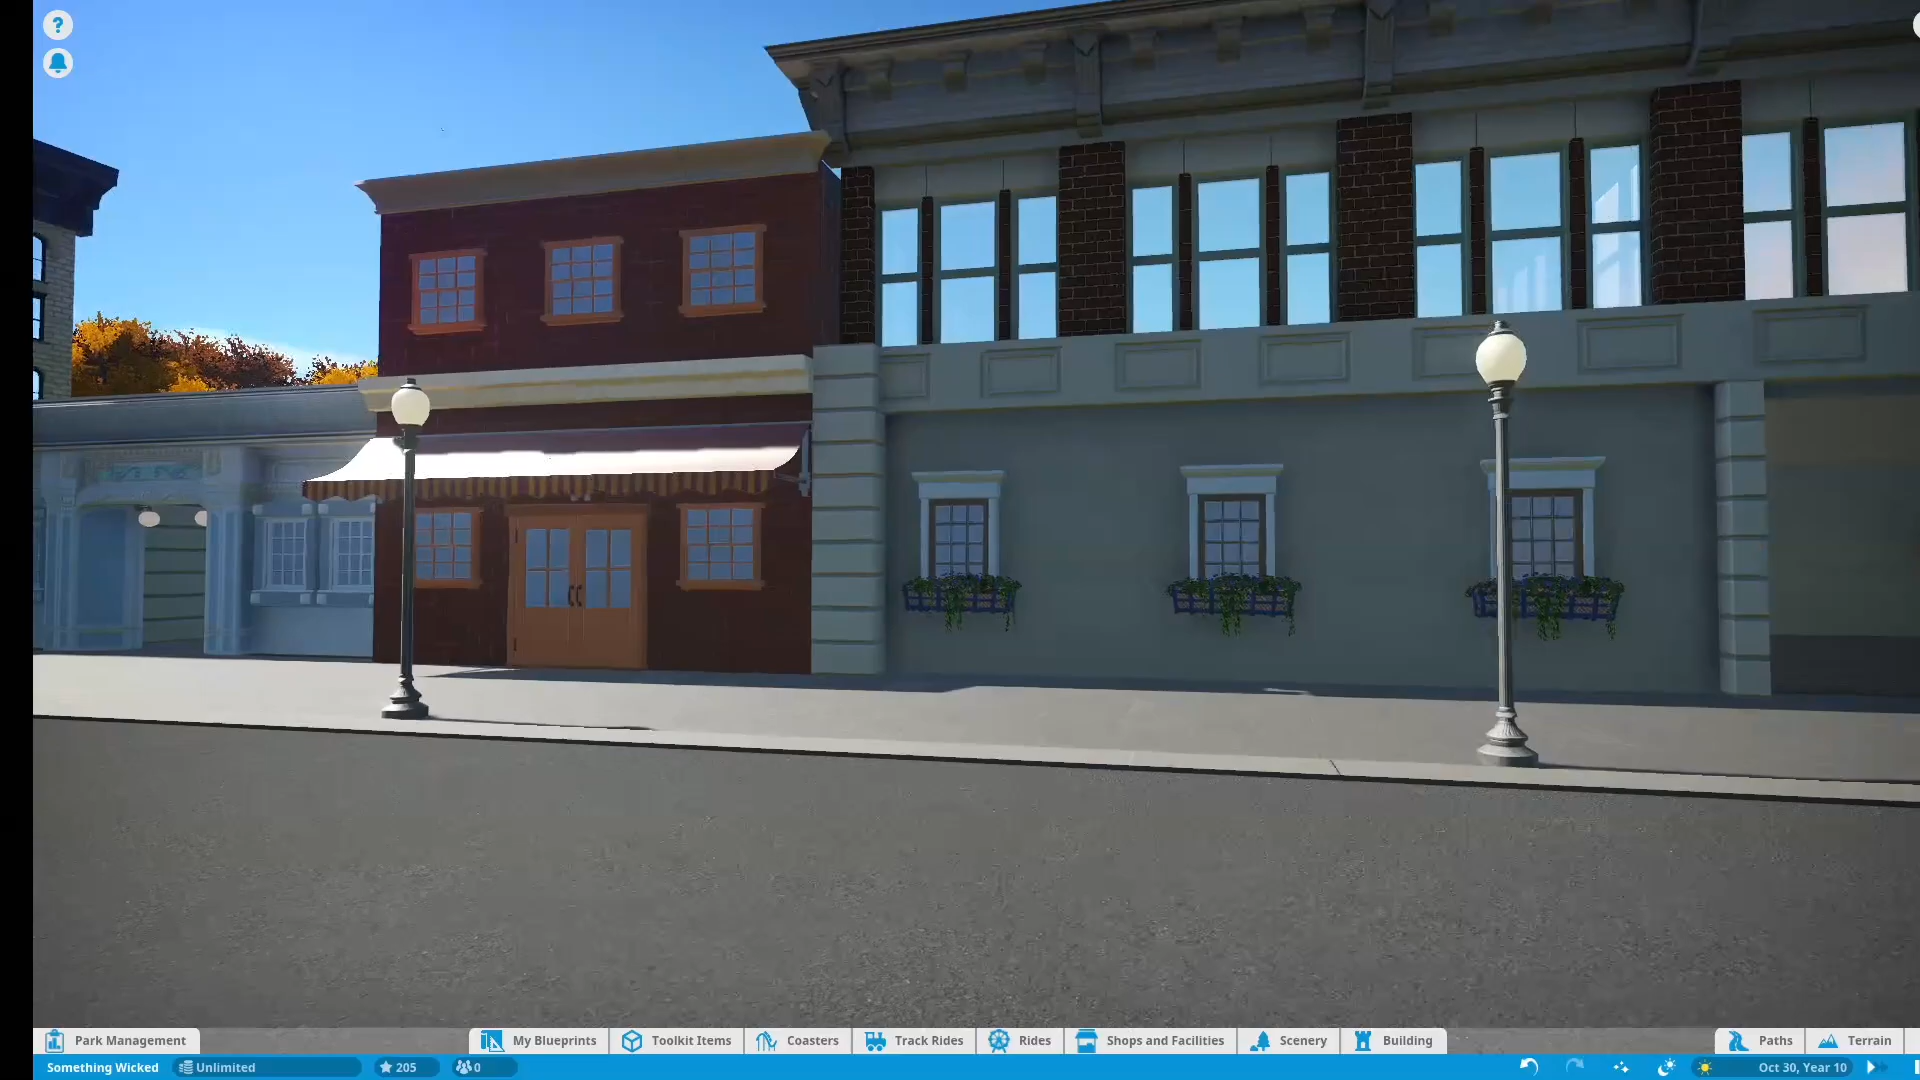 ?
Park Management
My Blueprints
Toolkit Items
Coasters
Track Rides
Rides
Shops and Facilities
Scenery
Building
Paths
Terrain
Something Wicked
Unlimited
205
0
Oct 30, Year 10